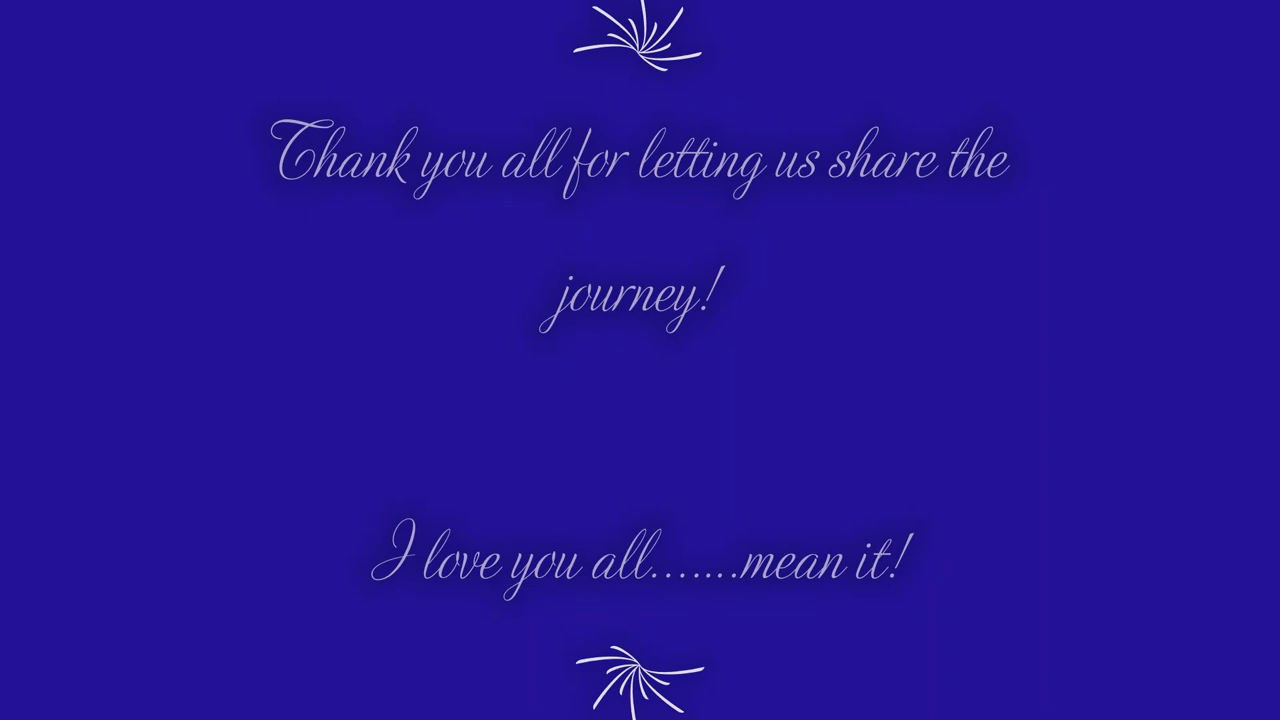 Thank you all for letting us share the
journey!
I love you all.......mean it!